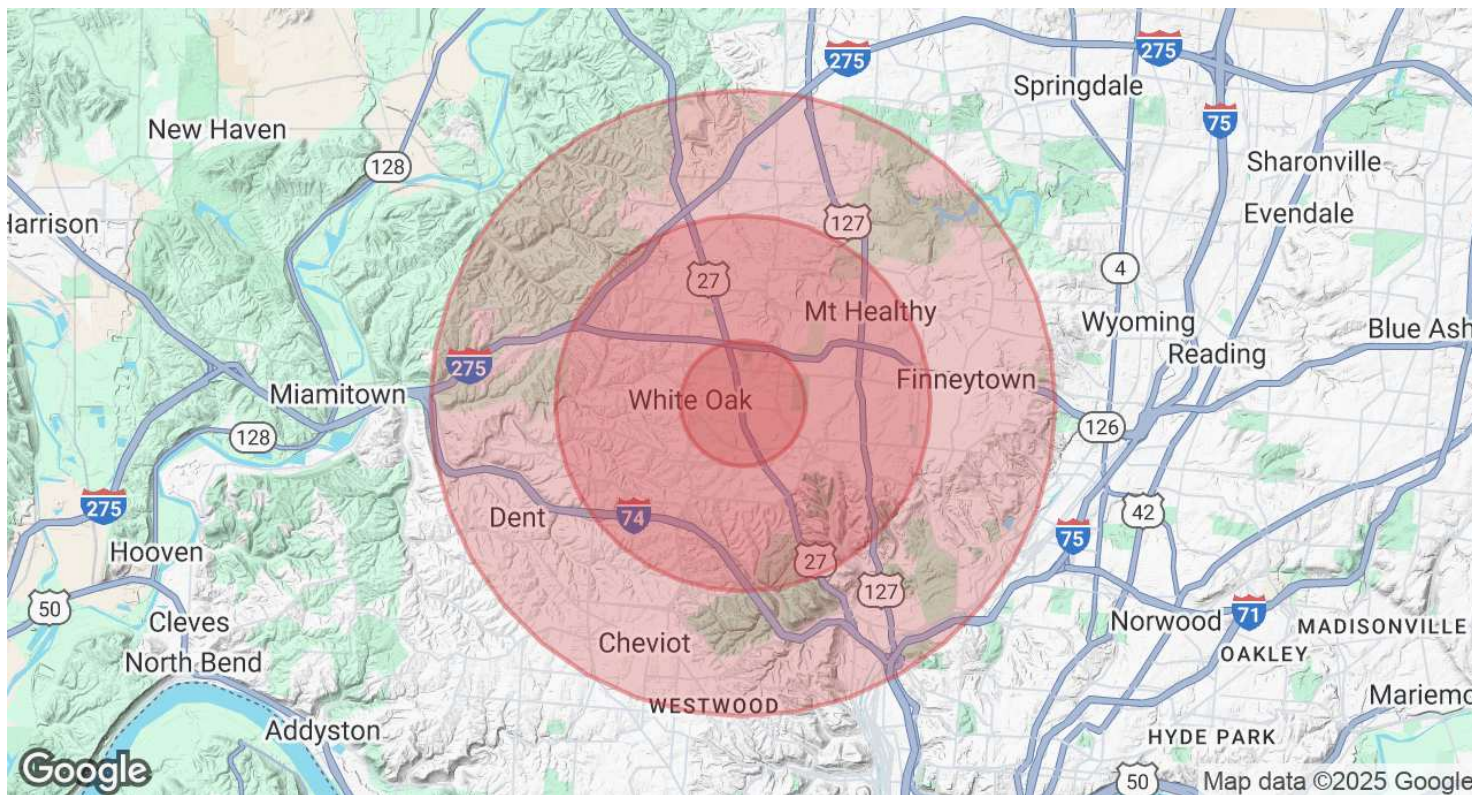 275
275
Springdale
75
New Haven
128
Sharonville
Evendale
Harrison
127
4
27
Mt Healthy
Wyoming
Blue Ash
Reading
275
Finneytown
Miamitown
White Oak
128
126
275
Dent
74
42
75
Hooven
27
127
50
71
Cleves
Norwood
MADISONVILLE
Cheviot
OAKLEY
North Bend
WESTWOOD
Mariemo
Addyston
HYDE PARK
Google
50
Map data ©2025 Google